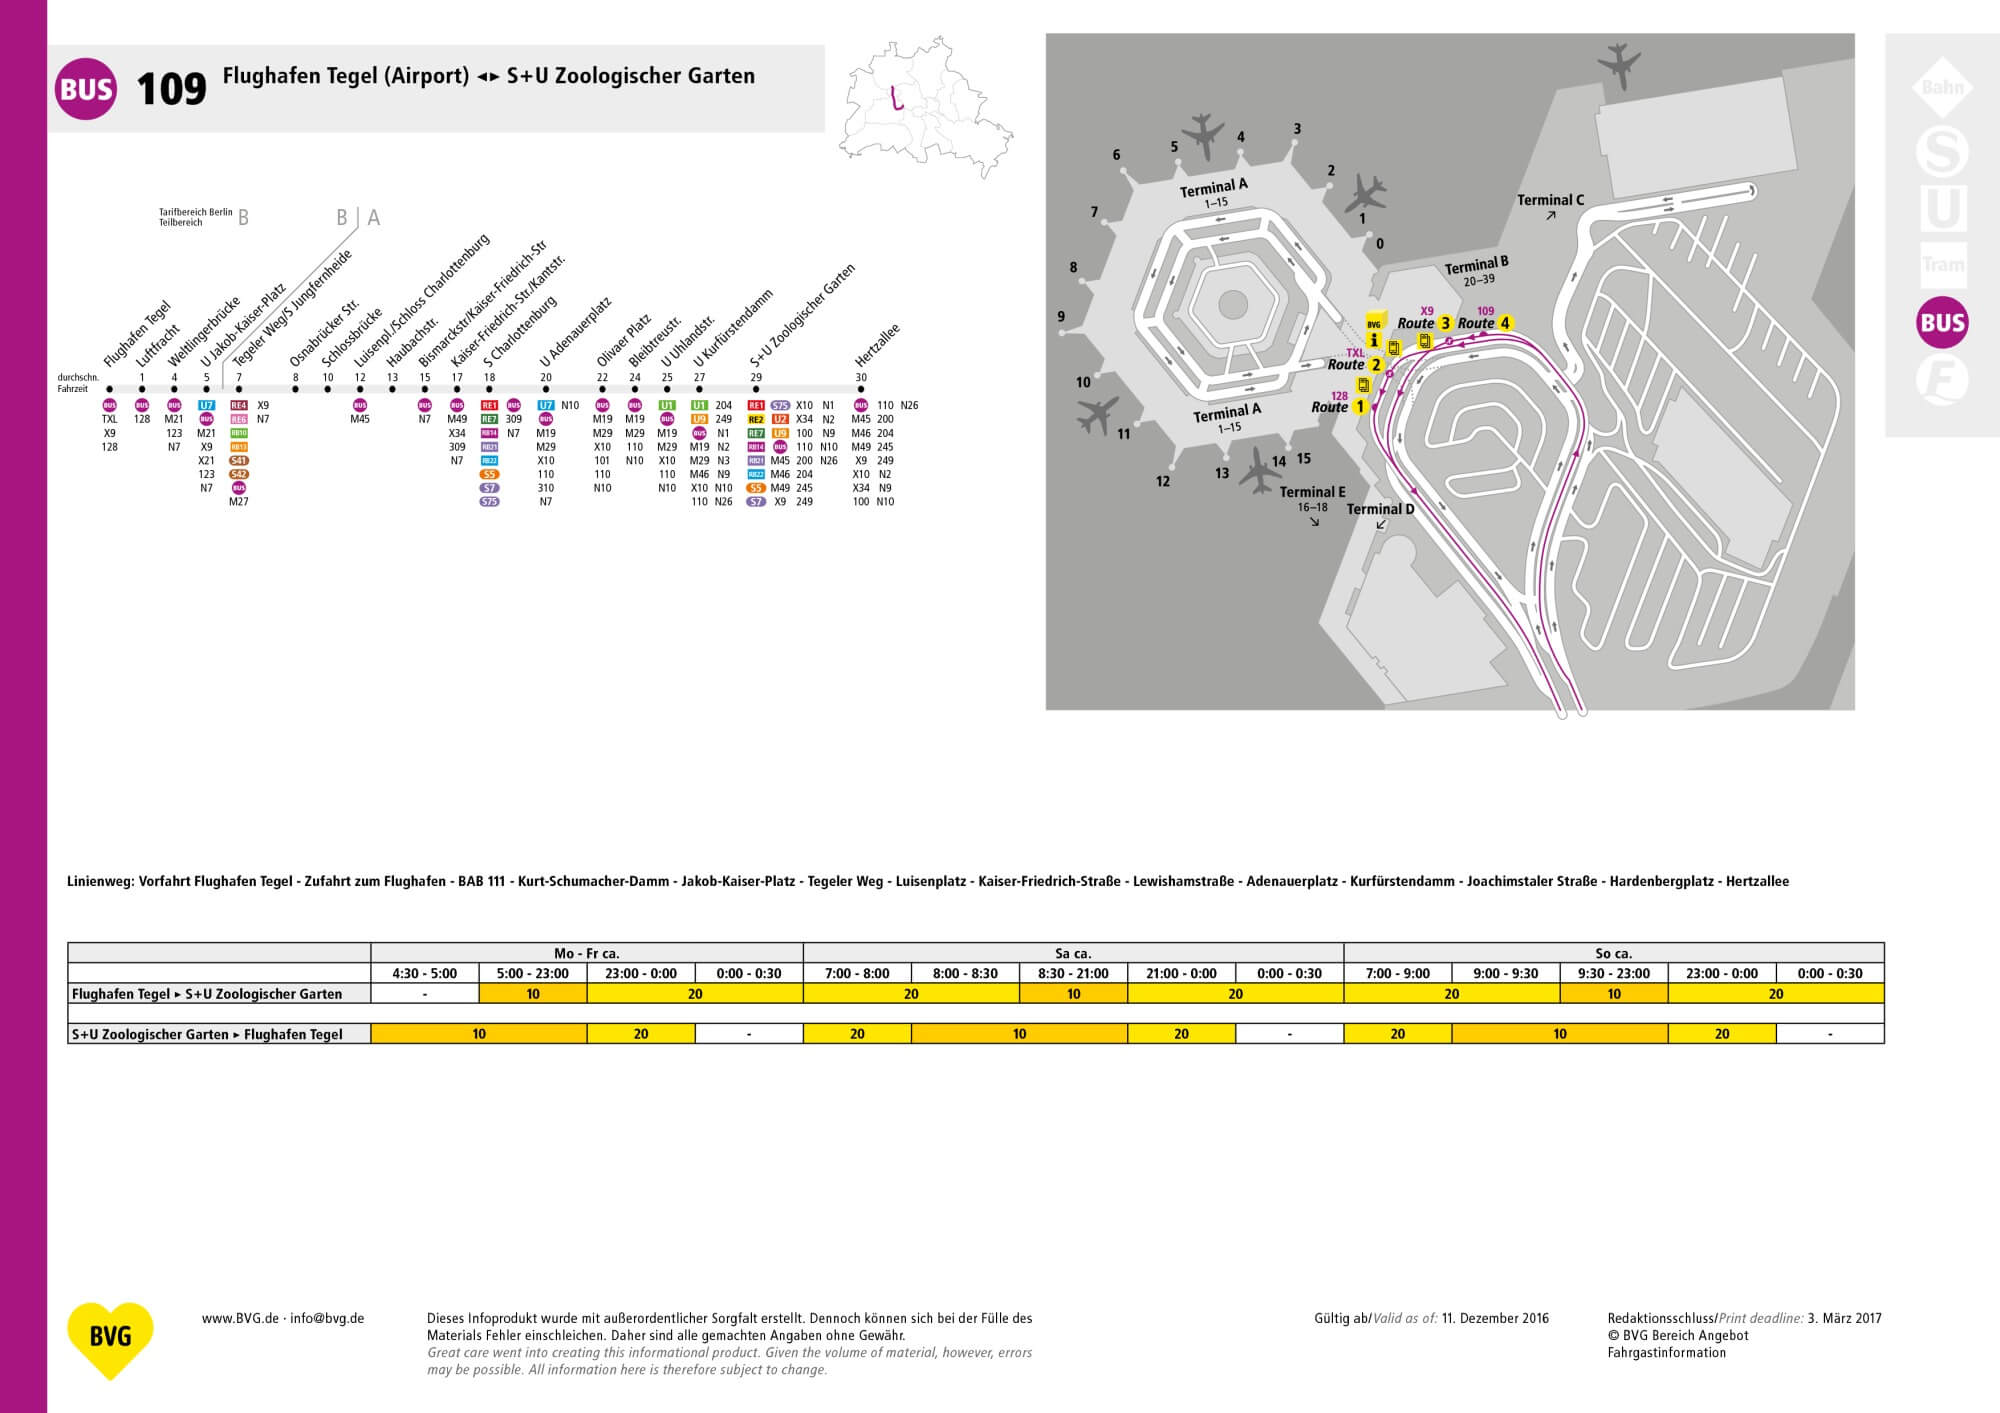 BUS
109
Flughafen Tegel (Airport) ◄► S+U Zoologischer Garten
Tarifbereich Berlin
Teilbereich
B
B | A
Flughafen Tegel
Luftfracht
Weltlingerbrücke
U Jakob-Kaiser-Platz
Tegeler Weg/S Jungfernheide
Osnabrücker Str.
Schlossbrücke
Luisenpl./Schloss Charlottenburg
Haubachstr.
Bismarckstr/Kaiser-Friedrich-Str
Kaiser-Friedrich-Str./Kantstr.
S Charlottenburg
U Adenauerplatz
Olivaer Platz
Bleibtreustr.
U Uhlandstr.
U Kurfürstendamm
S+U Zoologischer Garten
Hertzallee
durchschn. 1 4 5 7 8 10 12 13 15 17 18 20 22 24 25 27 29 30
Fahrzeit
BUS BUS BUS U7 RE4 X9 BUS BUS BUS RE1 BUS U7 N10 BUS BUS U1 U1 204 RE1 S75 X10 N1 BUS 110 N26
TXL 128 M21 BUS RE6 N7 M45 N7 M49 RE7 309 BUS M19 M19 BUS U9 249 RE2 U2 X34 N2 M45 200
X9 123 M21 RB10 X34 RB14 N7 M19 M29 M29 M19 BUS N1 RE7 U9 100 N9 M46 204
128 N7 X9 RB13 309 RB21 M29 X10 110 M29 M19 N2 RB14 BUS 110 N10 M49 245
X21 S41 N7 RB22 X10 101 N10 X10 M29 N3 RB21 M45 200 N26 X9 249
123 S42 S5 110 110 110 M46 N9 RB22 M46 204 X10 N2
N7 BUS S7 310 N10 N10 X10 N10 S5 M49 245 X34 N9
M27 S75 N7 110 N26 S7 X9 249 100 N10
3
4
5
6
2
Terminal A
1–15
Terminal C
7
1
0
8
Terminal B
20–39
9
X9
109
BVG
Route 3
Route 4
i
TXL
Route 2
10
128
Route 1
Terminal A
1–15
11
12
13
14
15
Terminal E
16–18
Terminal D
Bahn
S
U
Tram
BUS
F
Linienweg: Vorfahrt Flughafen Tegel - Zufahrt zum Flughafen - BAB 111 - Kurt-Schumacher-Damm - Jakob-Kaiser-Platz - Tegeler Weg - Luisenplatz - Kaiser-Friedrich-Straße - Lewishamstraße - Adenauerplatz - Kurfürstendamm - Joachimstaler Straße - Hardenbergplatz - Hertzallee
Mo - Fr ca. Sa ca. So ca.
4:30 - 5:00 5:00 - 23:00 23:00 - 0:00 0:00 - 0:30 7:00 - 8:00 8:00 - 8:30 8:30 - 21:00 21:00 - 0:00 0:00 - 0:30 7:00 - 9:00 9:00 - 9:30 9:30 - 23:00 23:00 - 0:00 0:00 - 0:30
Flughafen Tegel ► S+U Zoologischer Garten - 10 20 20 10 20 20 10 20
S+U Zoologischer Garten ► Flughafen Tegel 10 20 - 20 10 20 - 20 10 20 -
BVG
www.BVG.de · info@bvg.de
Dieses Infoprodukt wurde mit außerordentlicher Sorgfalt erstellt. Dennoch können sich bei der Fülle des
Materials Fehler einschleichen. Daher sind alle gemachten Angaben ohne Gewähr.
Great care went into creating this informational product. Given the volume of material, however, errors
may be possible. All information here is therefore subject to change.
Gültig ab/Valid as of: 11. Dezember 2016
Redaktionsschluss/Print deadline: 3. März 2017
© BVG Bereich Angebot
Fahrgastinformation